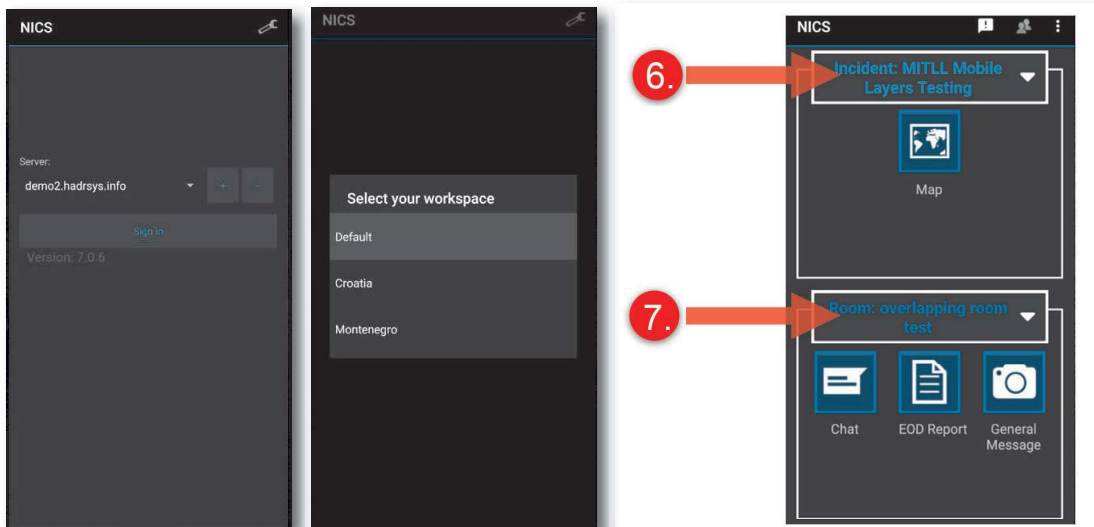 NICS
Server:
demo2.hadrsys.info
Sign in
Version: 7.0.6
NICS
Select your workspace
Default
Croatia
Montenegro
NICS
6.
Incident: MITLL Mobile
Layers Testing
Map
7.
Room: overlapping room
test
Chat
EOD Report
General
Message